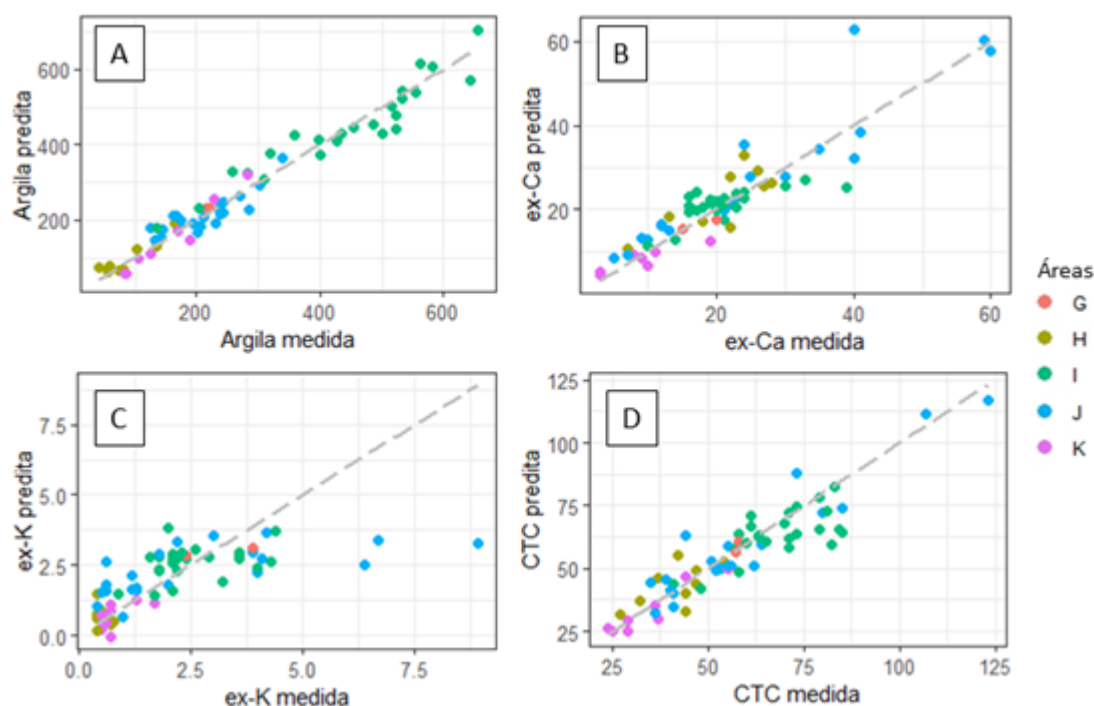 A
Argila predita
600
400
200
200
400
600
Argila medida
B
ex-Ca predita
60
40
20
20
40
60
ex-Ca medida
C
ex-K predita
7.5
5.0
2.5
0.0
0.0
2.5
5.0
7.5
ex-K medida
D
CTC predita
125
100
75
50
25
25
50
75
100
125
CTC medida
Áreas
G
H
I
J
K